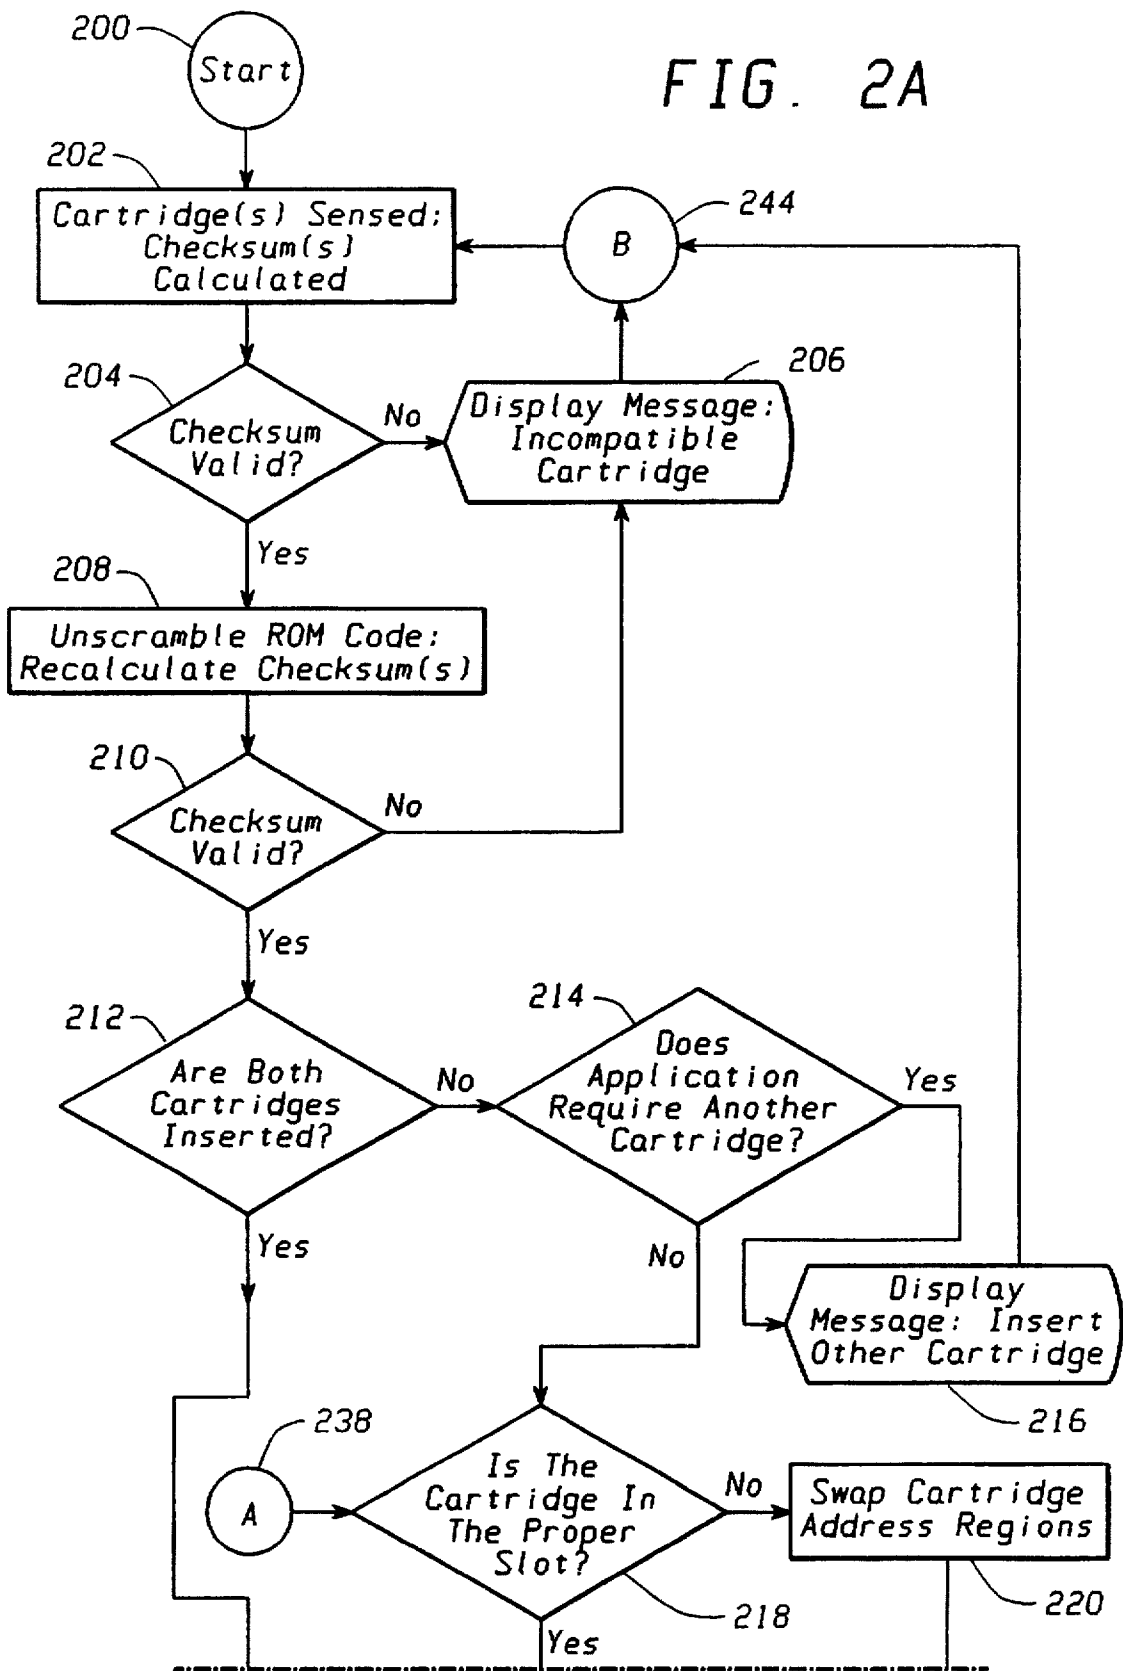 200
Start
FIG. 2A
202
Cartridge(s) Sensed:
Checksum(s)
Calculated
B
244
204
Checksum
Valid?
No
206
Display Message:
Incompatible
Cartridge
Yes
208
Unscramble ROM Code:
Recalculate Checksum(s)
210
Checksum
Valid?
No
Yes
212
Are Both
Cartridges
Inserted?
No
214
Does
Application
Require Another
Cartridge?
Yes
Yes
No
Display
Message: Insert
Other Cartridge
216
238
A
Is The
Cartridge In
The Proper
Slot?
No
Swap Cartridge
Address Regions
218
220
Yes